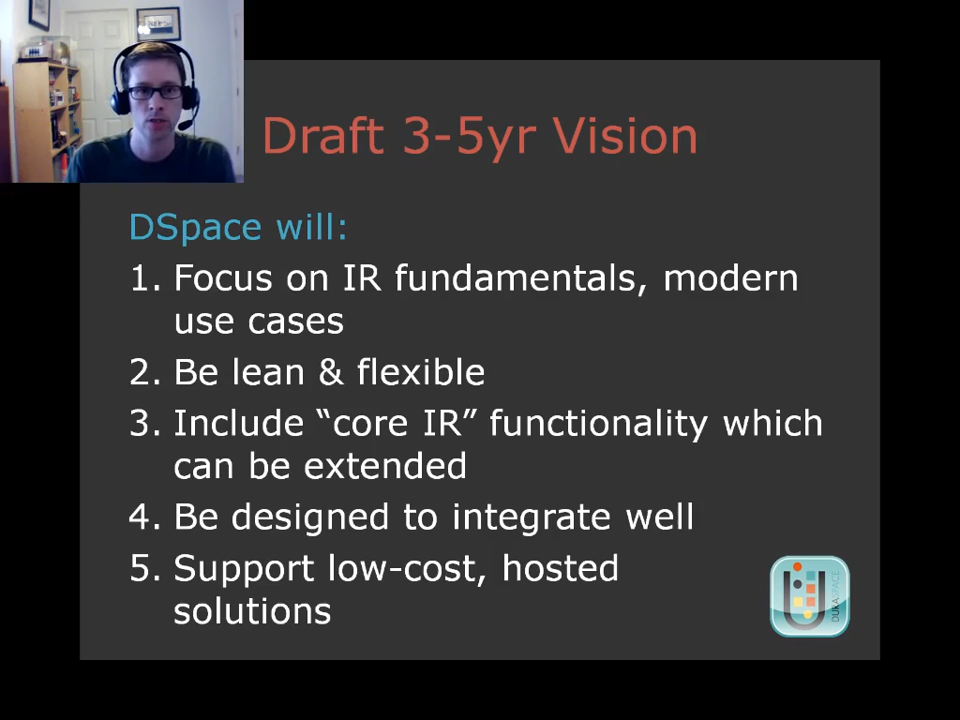 Draft 3-5yr Vision
DSpace will:
1. Focus on IR fundamentals, modern
use cases
2. Be lean & flexible
3. Include “core IR” functionality which
can be extended
4. Be designed to integrate well
5. Support low-cost, hosted
solutions
DURASPACE